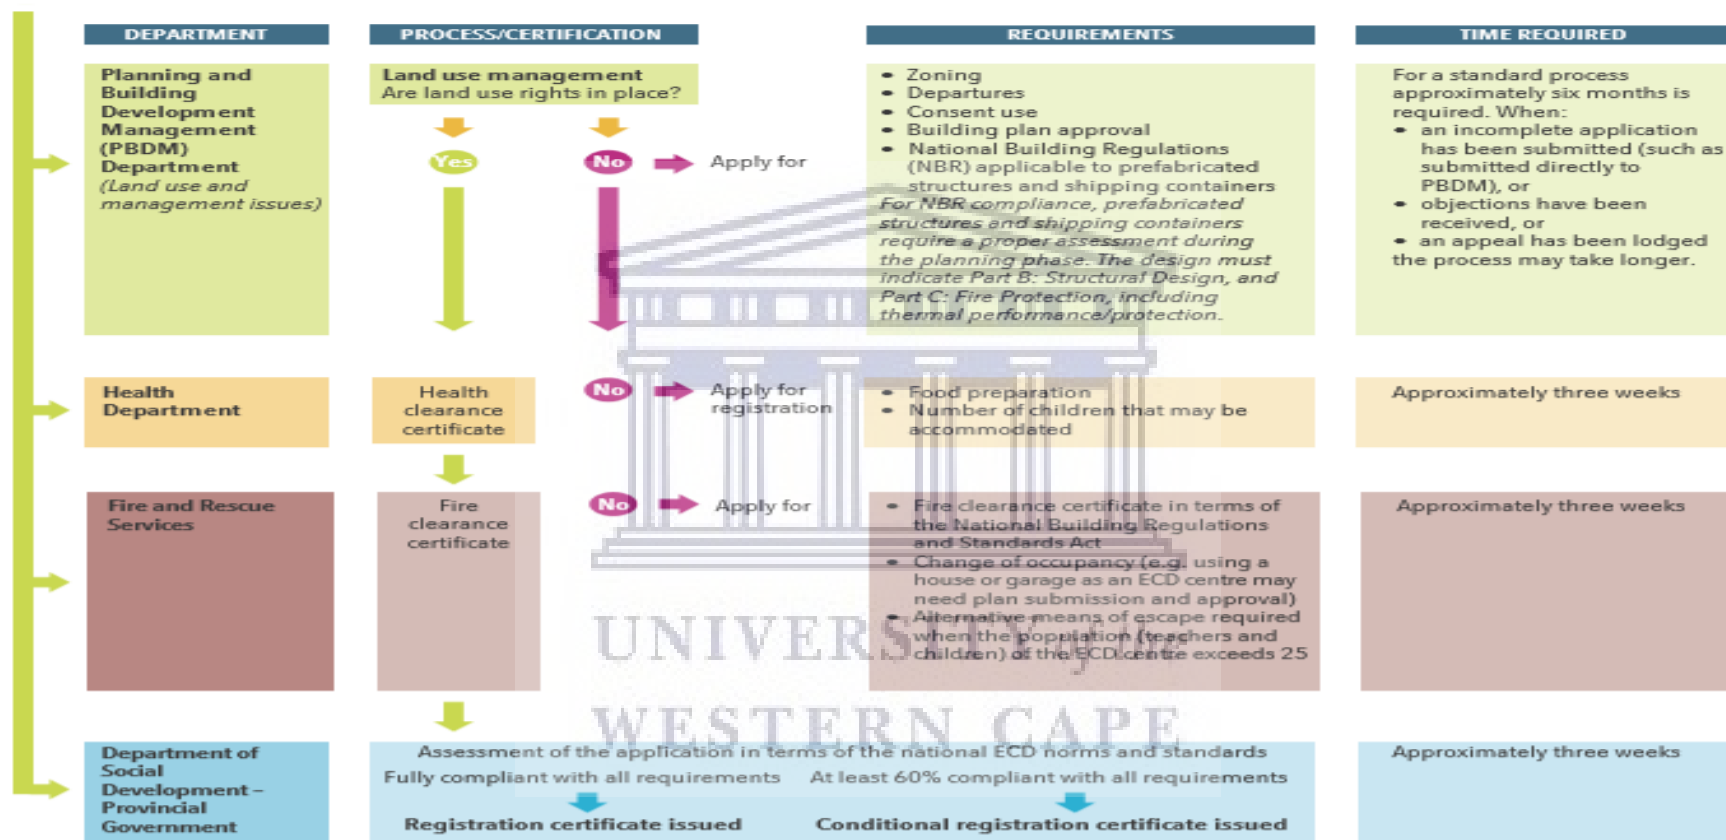 DEPARTMENT
PROCESS/CERTIFICATION
REQUIREMENTS
TIME REQUIRED
Planning and
Building
Development
Management
(PBDM)
Department
(Land use and
management issues)
Land use management
Are land use rights in place?
Yes
No
Apply for
• Zoning
• Departures
• Consent use
• Building plan approval
• National Building Regulations
(NBR) applicable to prefabricated
structures and shipping containers
For NBR compliance, prefabricated
structures and shipping containers
require a proper assessment during
the planning phase. The design must
indicate Part B: Structural Design, and
Part C: Fire Protection, including
thermal performance/protection.
For a standard process
approximately six months is
required. When:
• an incomplete application
has been submitted (such as
submitted directly to
PBDM), or
• objections have been
received, or
• an appeal has been lodged
the process may take longer.
Health
Department
Health
clearance
certificate
No
Apply for
registration
• Food preparation
• Number of children that may be
accommodated
Approximately three weeks
Fire and Rescue
Services
Fire
clearance
certificate
No
Apply for
• Fire clearance certificate in terms of
the National Building Regulations
and Standards Act
• Change of occupancy (e.g. using a
house or garage as an ECD centre may
need plan submission and approval)
• Alternative means of escape required
when the population (teachers and
children) of the ECD centre exceeds 25
Approximately three weeks
UNIVERSITY of the
WESTERN CAPE
Department of
Social
Development –
Provincial
Government
Assessment of the application in terms of the national ECD norms and standards
Fully compliant with all requirements
At least 60% compliant with all requirements
Registration certificate issued
Conditional registration certificate issued
Approximately three weeks